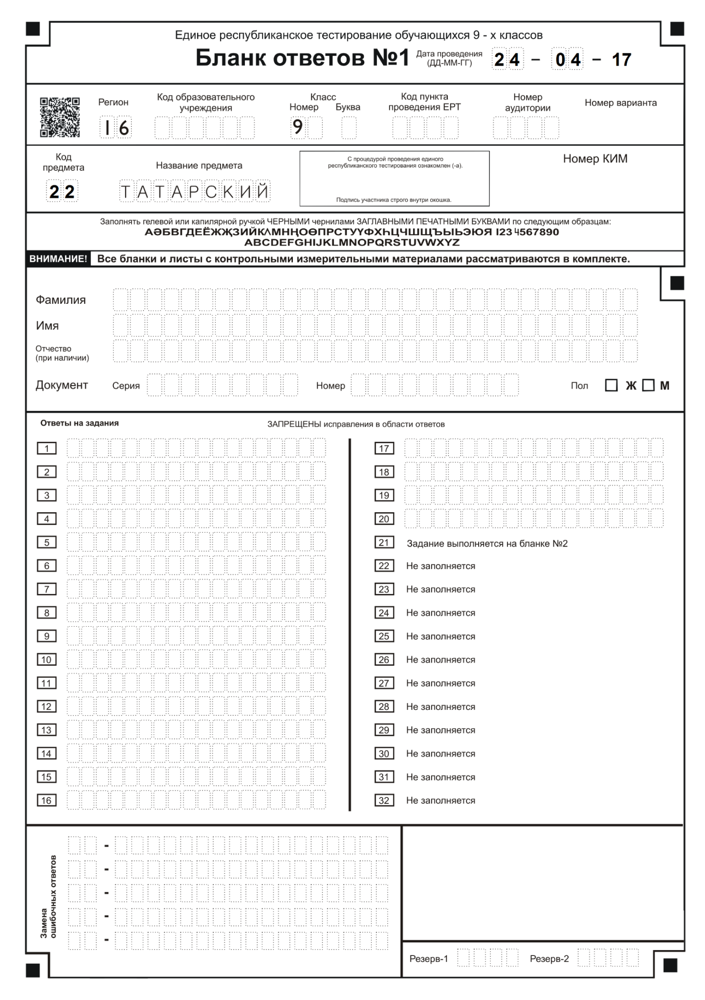 Единое республиканское тестирование обучающихся 9 - х классов
Бланк ответов №1 Дата проведения (ДД-ММ-ГГ) 24 – 04 – 17
Регион
Код образовательного учреждения
Класс
Номер Буква
Код пункта проведения ЕРТ
Номер аудитории
Номер варианта
16 9
Код предмета
Название предмета
С процедурой проведения единого
республиканского тестирования ознакомлен (-а).
Подпись участника строго внутри окошка.
Номер КИМ
22 ТАТАРСКИЙ
Заполнять гелевой или капилярной ручкой ЧЕРНЫМИ чернилами ЗАГЛАВНЫМИ ПЕЧАТНЫМИ БУКВАМИ по следующим образцам:
АӘБВГДЕЁЖҖЗИЙКЛМНҢОӨПРСТУҮФХҺЦЧШЩЪЫЬЭЮЯ 1234567890
ABCDEFGHIJKLMNOPQRSTUVWXYZ
ВНИМАНИЕ! Все бланки и листы с контрольными измерительными материалами рассматриваются в комплекте.
Фамилия
Имя
Отчество
(при наличии)
Документ Серия Номер Пол Ж М
Ответы на задания ЗАПРЕЩЕНЫ исправления в области ответов
1
2
3
4
5
6
7
8
9
10
11
12
13
14
15
16
17
18
19
20
21 Задание выполняется на бланке №2
22 Не заполняется
23 Не заполняется
24 Не заполняется
25 Не заполняется
26 Не заполняется
27 Не заполняется
28 Не заполняется
29 Не заполняется
30 Не заполняется
31 Не заполняется
32 Не заполняется
Замена
ошибочных ответов
-
-
-
-
-
Резерв-1 Резерв-2